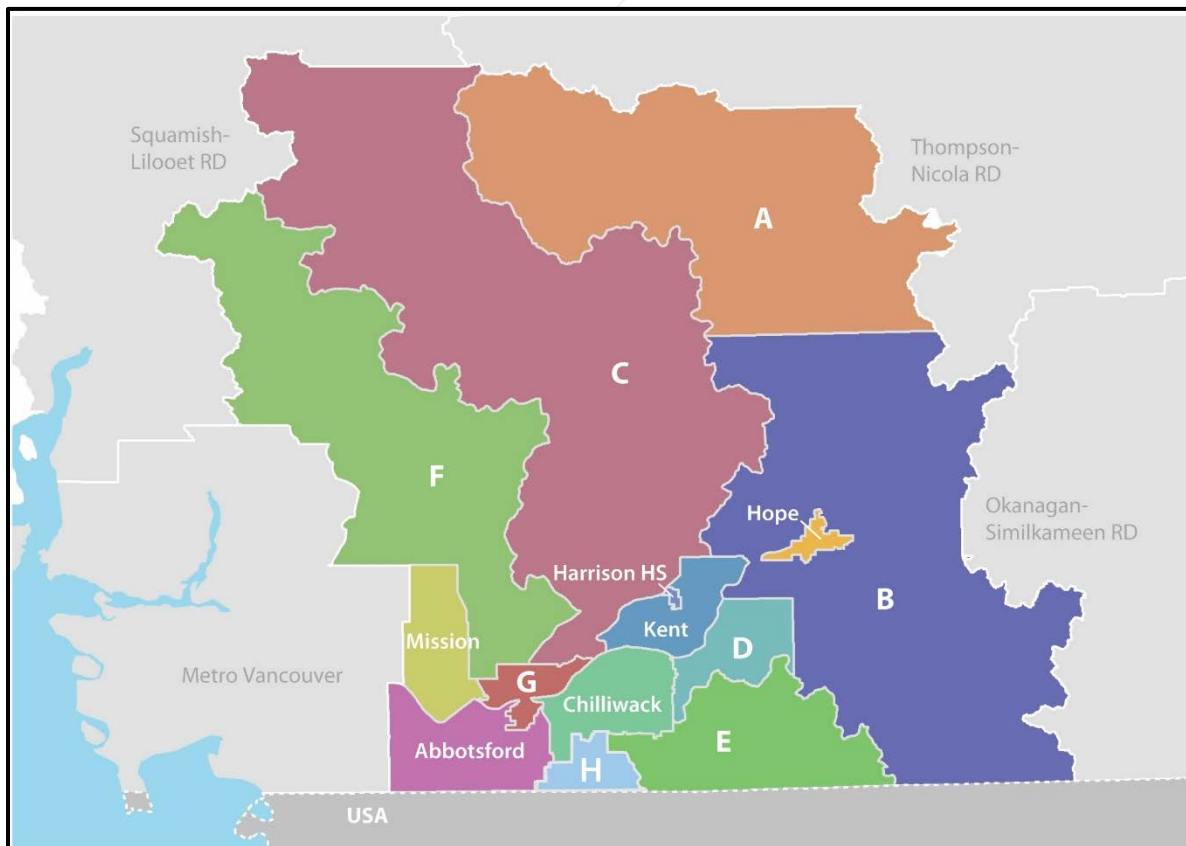 Squamish-
Lilooet RD
Thompson-
Nicola RD
A
C
F
Hope
Okanagan-
Similkameen RD
Harrison HS
B
Kent
Mission
D
Metro Vancouver
G
Chilliwack
E
Abbotsford
H
USA